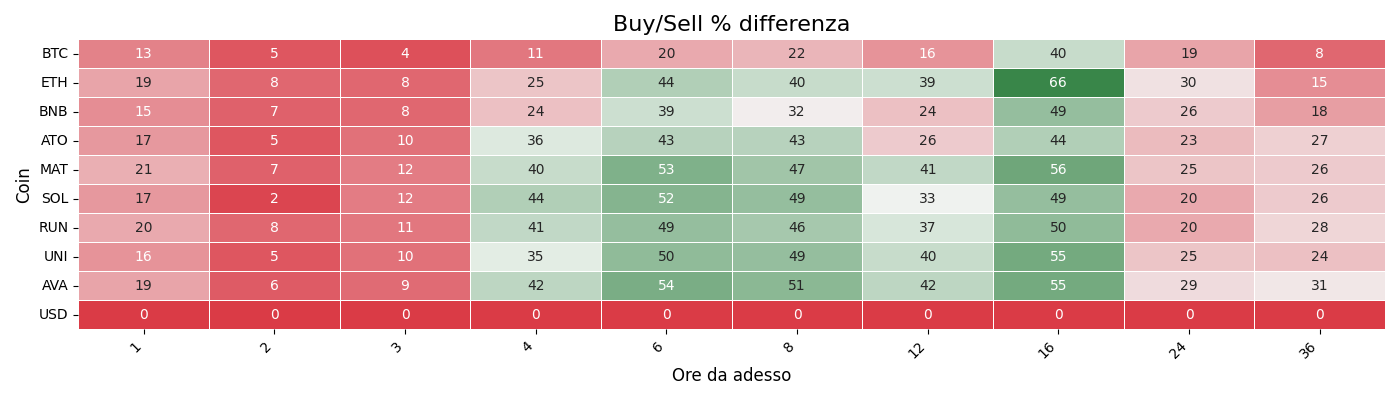 Buy/Sell % differenza
Coin
BTC 13 5 4 11 20 22 16 40 19 8
ETH 19 8 8 25 44 40 39 66 30 15
BNB 15 7 8 24 39 32 24 49 26 18
ATO 17 5 10 36 43 43 26 44 23 27
MAT 21 7 12 40 53 47 41 56 25 26
SOL 17 2 12 44 52 49 33 49 20 26
RUN 20 8 11 41 49 46 37 50 20 28
UNI 16 5 10 35 50 49 40 55 25 24
AVA 19 6 9 42 54 51 42 55 29 31
USD 0 0 0 0 0 0 0 0 0 0
1 2 3 4 6 8 12 16 24 36
Ore da adesso